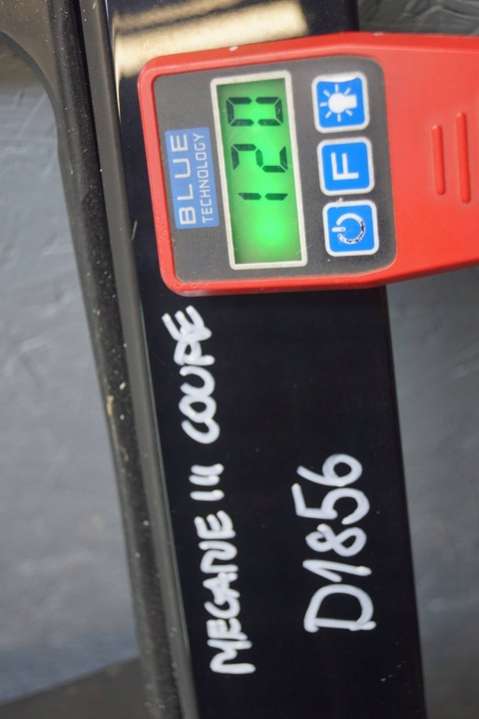 BLUE
TECHNOLOGY
120
F
MEGANE III COUPE
D1856